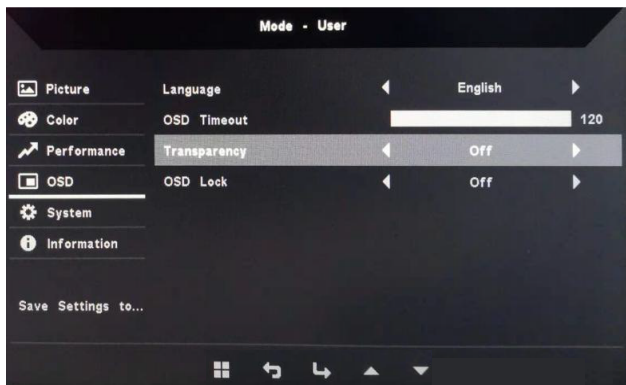 Mode - User
Picture
Language English
Color
OSD Timeout 120
Performance
Transparency Off
OSD
OSD Lock Off
System
Information
Save Settings to...